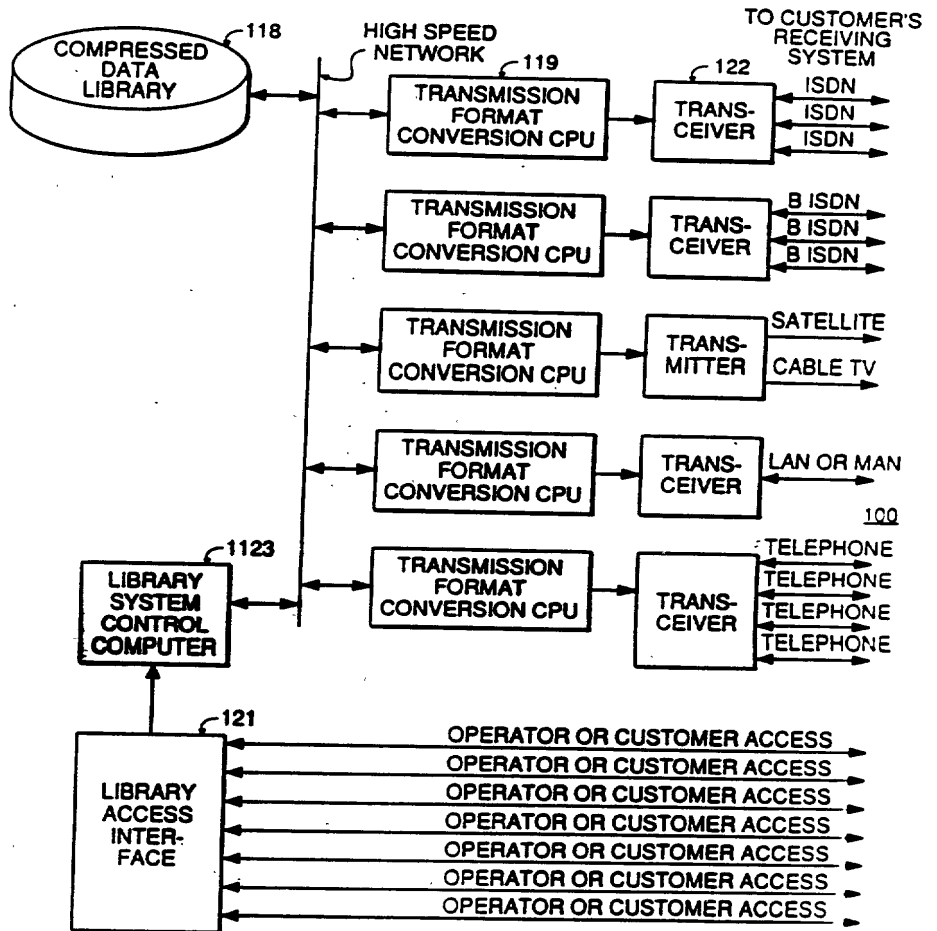 118
COMPRESSED
DATA
LIBRARY
HIGH SPEED
NETWORK
119
TRANSMISSION
FORMAT
CONVERSION CPU
122
TRANS-
CEIVER
TO CUSTOMER'S
RECEIVING
SYSTEM
ISDN
ISDN
ISDN
TRANSMISSION
FORMAT
CONVERSION CPU
TRANS-
CEIVER
B ISDN
B ISDN
B ISDN
TRANSMISSION
FORMAT
CONVERSION CPU
TRANS-
MITTER
SATELLITE
CABLE TV
TRANSMISSION
FORMAT
CONVERSION CPU
TRANS-
CEIVER
LAN OR MAN
100
1123
LIBRARY
SYSTEM
CONTROL
COMPUTER
TRANSMISSION
FORMAT
CONVERSION CPU
TRANS-
CEIVER
TELEPHONE
TELEPHONE
TELEPHONE
TELEPHONE
121
LIBRARY
ACCESS
INTER-
FACE
OPERATOR OR CUSTOMER ACCESS
OPERATOR OR CUSTOMER ACCESS
OPERATOR OR CUSTOMER ACCESS
OPERATOR OR CUSTOMER ACCESS
OPERATOR OR CUSTOMER ACCESS
OPERATOR OR CUSTOMER ACCESS
OPERATOR OR CUSTOMER ACCESS